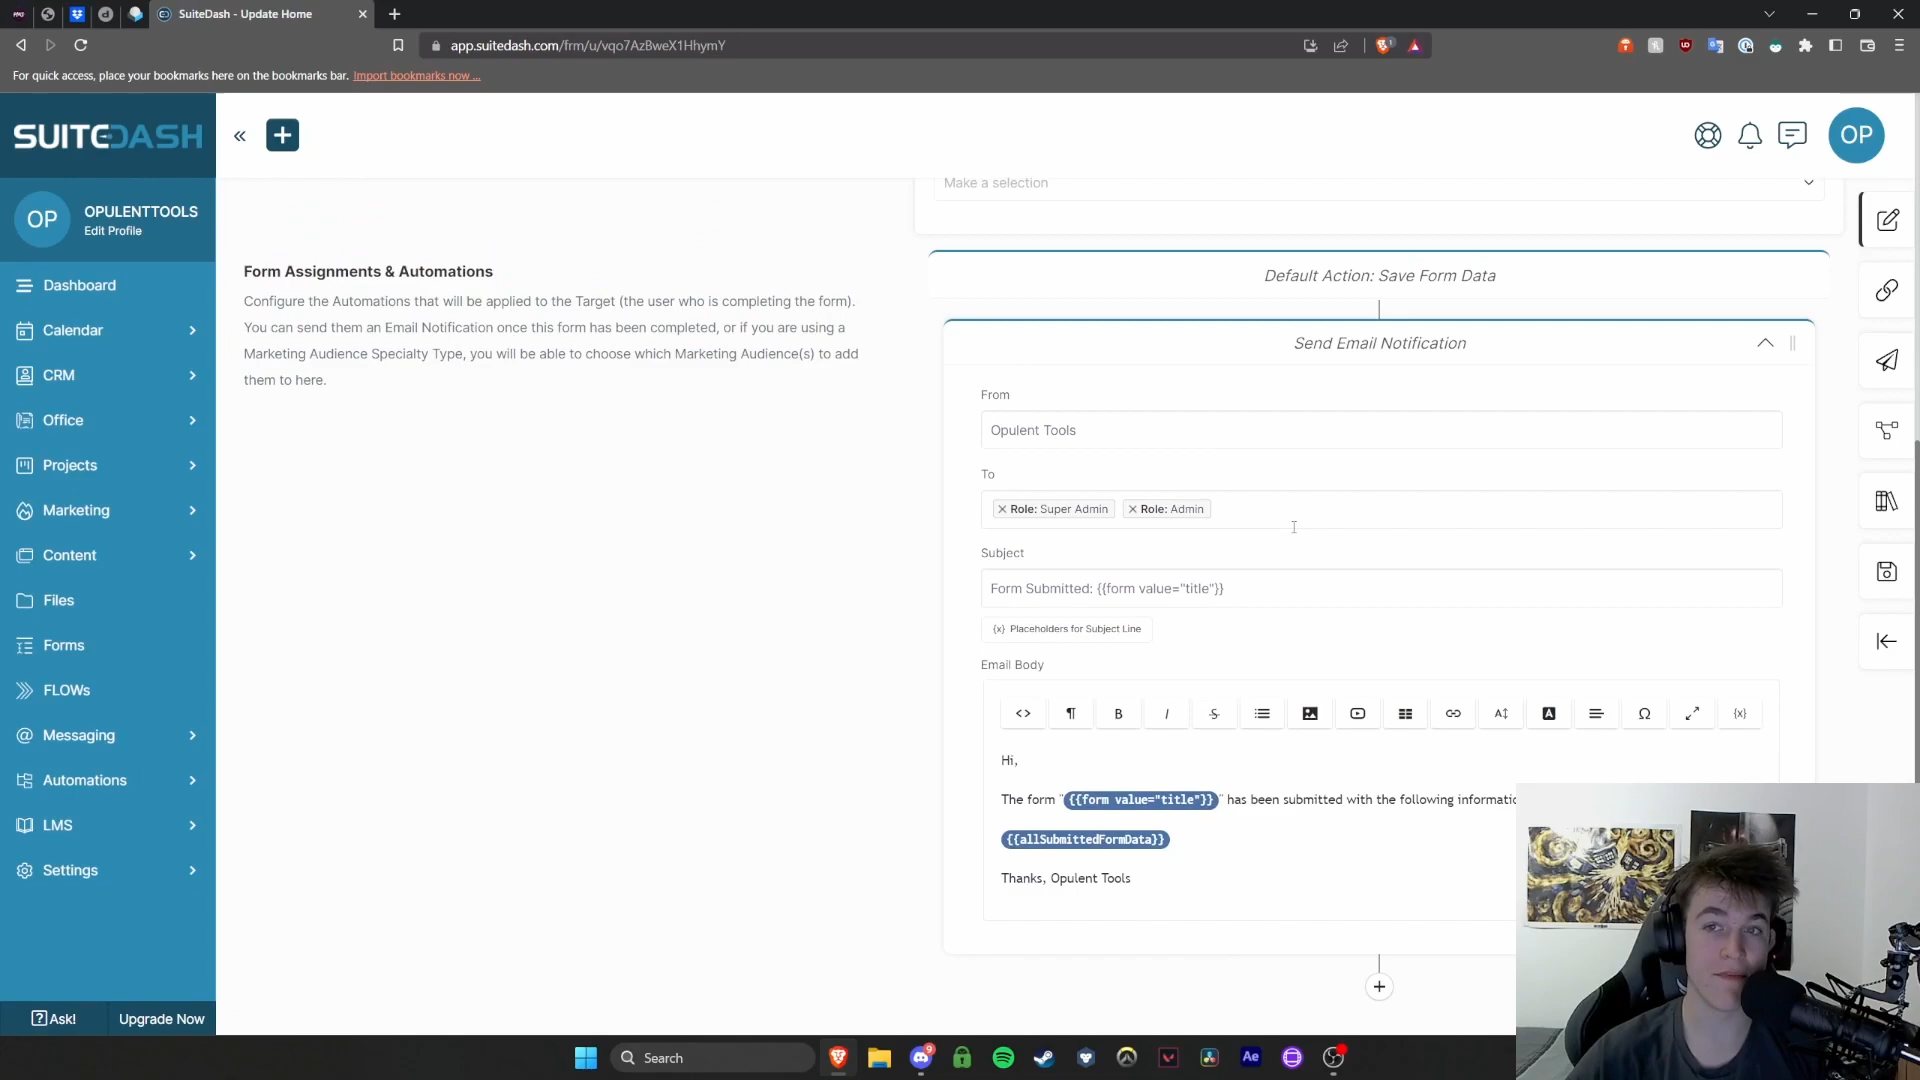 SuiteDash - Update Home
app.suitedash.com/frm/u/vqo7AzBweX1HhymY
For quick access, place your bookmarks here on the bookmarks bar. Import bookmarks now ...
SUITEDASH
OP
OP
OPULENTTOOLS
Edit Profile
Dashboard
Calendar
CRM
Office
Projects
Marketing
Content
Files
Forms
FLOWs
Messaging
Automations
LMS
Settings
Ask!
Upgrade Now
Form Assignments & Automations
Configure the Automations that will be applied to the Target (the user who is completing the form).
You can send them an Email Notification once this form has been completed, or if you are using a
Marketing Audience Specialty Type, you will be able to choose which Marketing Audience(s) to add
them to here.
Make a selection
Default Action: Save Form Data
Send Email Notification
From
Opulent Tools
To
Role: Super Admin
Role: Admin
Subject
Form Submitted: {{form value="title"}}
{x} Placeholders for Subject Line
Email Body
Hi,
The form "{{form value="title"}}" has been submitted with the following informatio
{{allSubmittedFormData}}
Thanks, Opulent Tools
Search
9
Ae